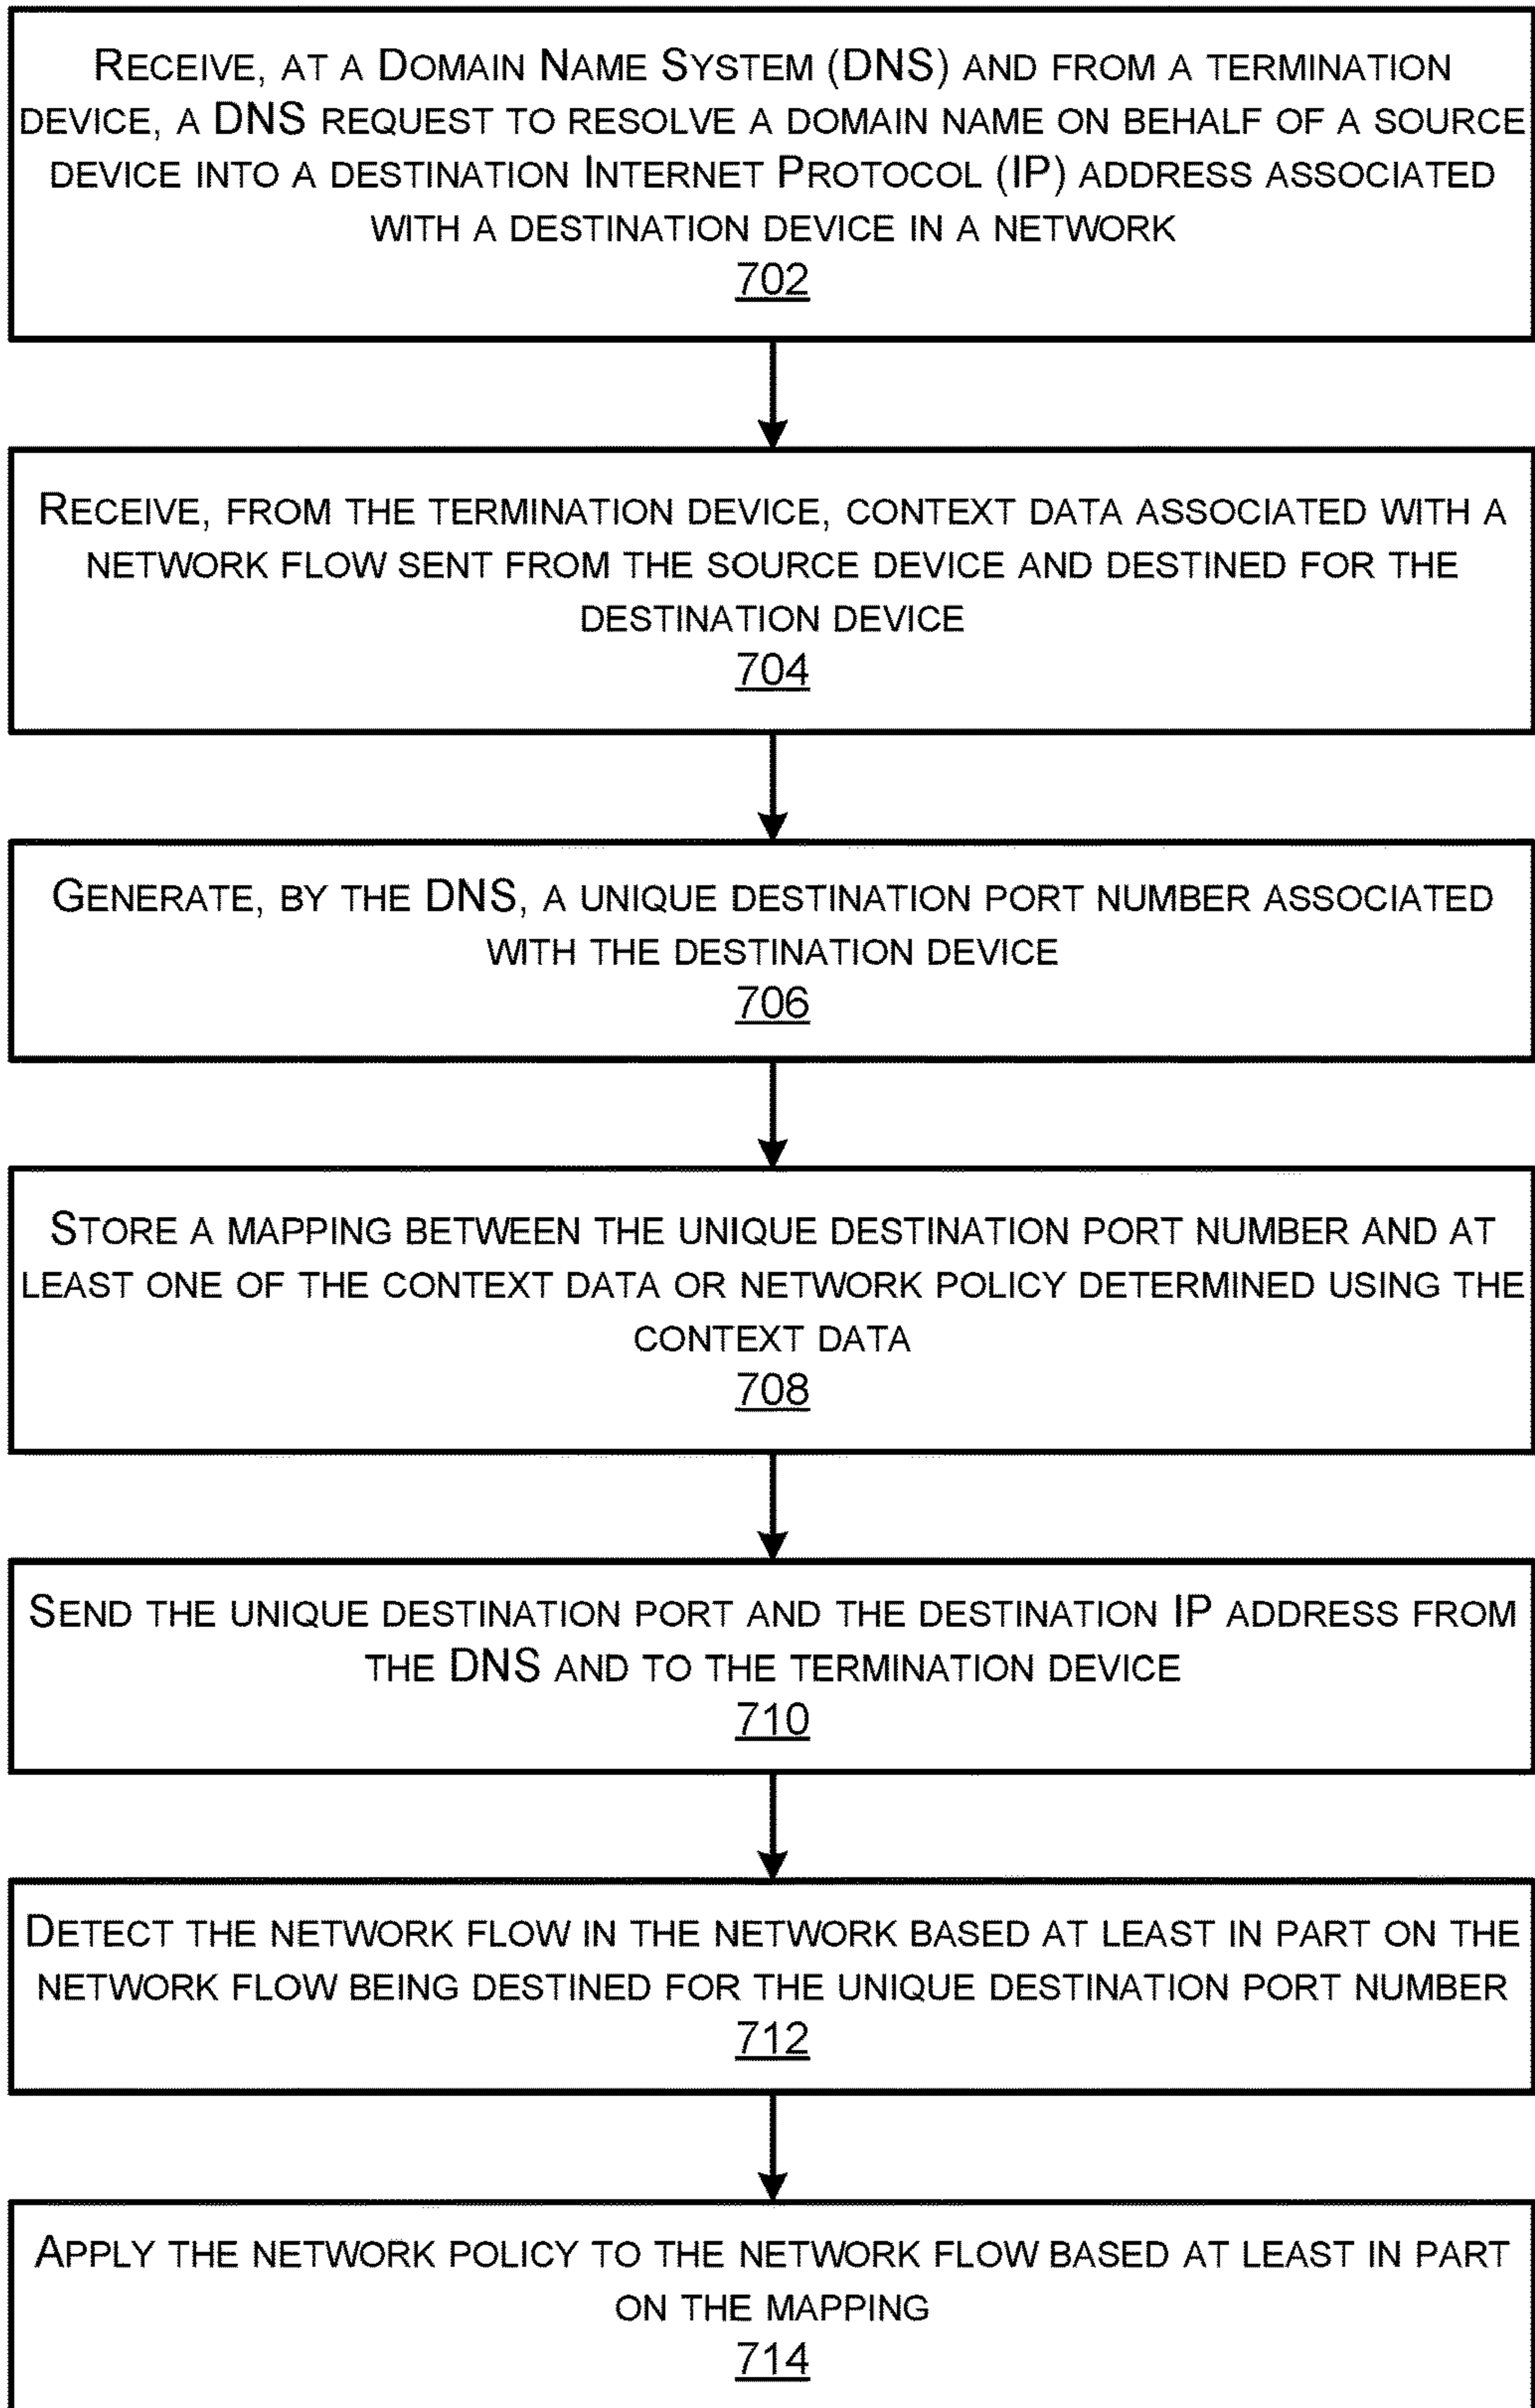 RECEIVE, AT A DOMAIN NAME SYSTEM (DNS) AND FROM A TERMINATION
DEVICE, A DNS REQUEST TO RESOLVE A DOMAIN NAME ON BEHALF OF A SOURCE
DEVICE INTO A DESTINATION INTERNET PROTOCOL (IP) ADDRESS ASSOCIATED
WITH A DESTINATION DEVICE IN A NETWORK
702
RECEIVE, FROM THE TERMINATION DEVICE, CONTEXT DATA ASSOCIATED WITH A
NETWORK FLOW SENT FROM THE SOURCE DEVICE AND DESTINED FOR THE
DESTINATION DEVICE
704
GENERATE, BY THE DNS, A UNIQUE DESTINATION PORT NUMBER ASSOCIATED
WITH THE DESTINATION DEVICE
706
STORE A MAPPING BETWEEN THE UNIQUE DESTINATION PORT NUMBER AND AT
LEAST ONE OF THE CONTEXT DATA OR NETWORK POLICY DETERMINED USING THE
CONTEXT DATA
708
SEND THE UNIQUE DESTINATION PORT AND THE DESTINATION IP ADDRESS FROM
THE DNS AND TO THE TERMINATION DEVICE
710
DETECT THE NETWORK FLOW IN THE NETWORK BASED AT LEAST IN PART ON THE
NETWORK FLOW BEING DESTINED FOR THE UNIQUE DESTINATION PORT NUMBER
712
APPLY THE NETWORK POLICY TO THE NETWORK FLOW BASED AT LEAST IN PART
ON THE MAPPING
714